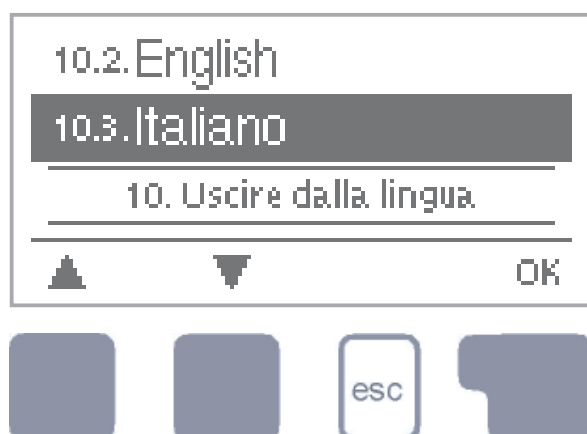 10.2. English
10.3. Italiano
10. Uscire dalla lingua
▲ ▼ OK
esc